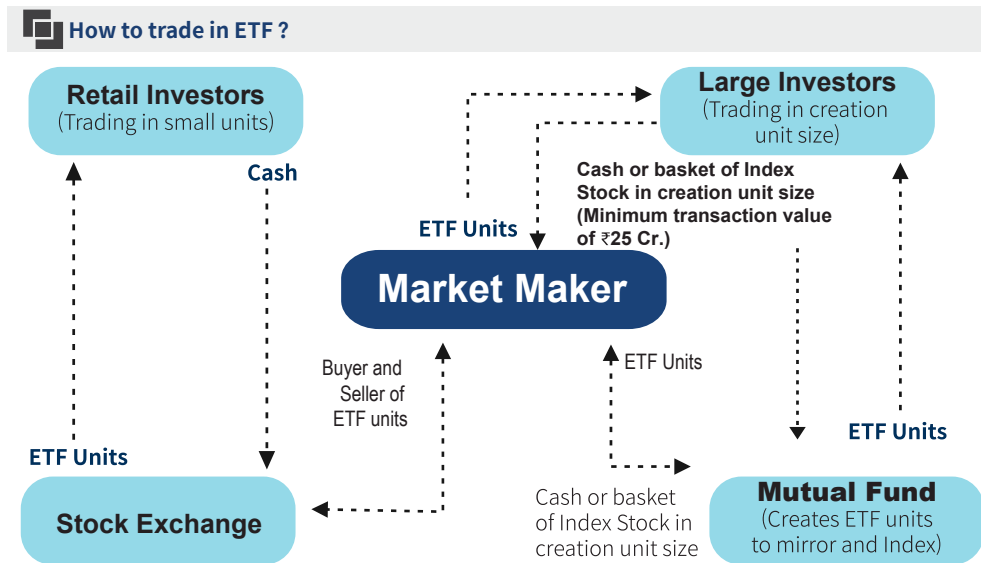 How to trade in ETF ?
Retail Investors
(Trading in small units)
Large Investors
(Trading in creation
unit size)
Cash
Cash or basket of Index
Stock in creation unit size
(Minimum transaction value
of ₹25 Cr.)
ETF Units
Market Maker
Buyer and
Seller of
ETF units
ETF Units
ETF Units
ETF Units
Stock Exchange
Cash or basket
of Index Stock in
creation unit size
Mutual Fund
(Creates ETF units
to mirror and Index)